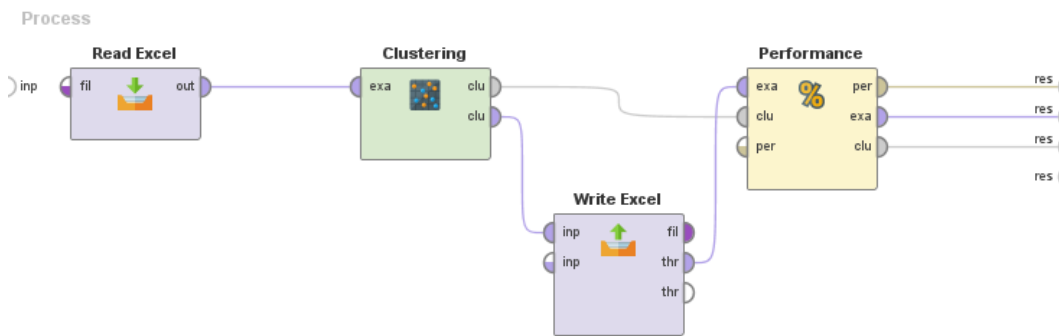 Process
Read Excel
inp
fil
out
Clustering
exa
clu
clu
Performance
exa
per
clu
exa
per
clu
res
res
res
res
Write Excel
inp
fil
inp
thr
thr